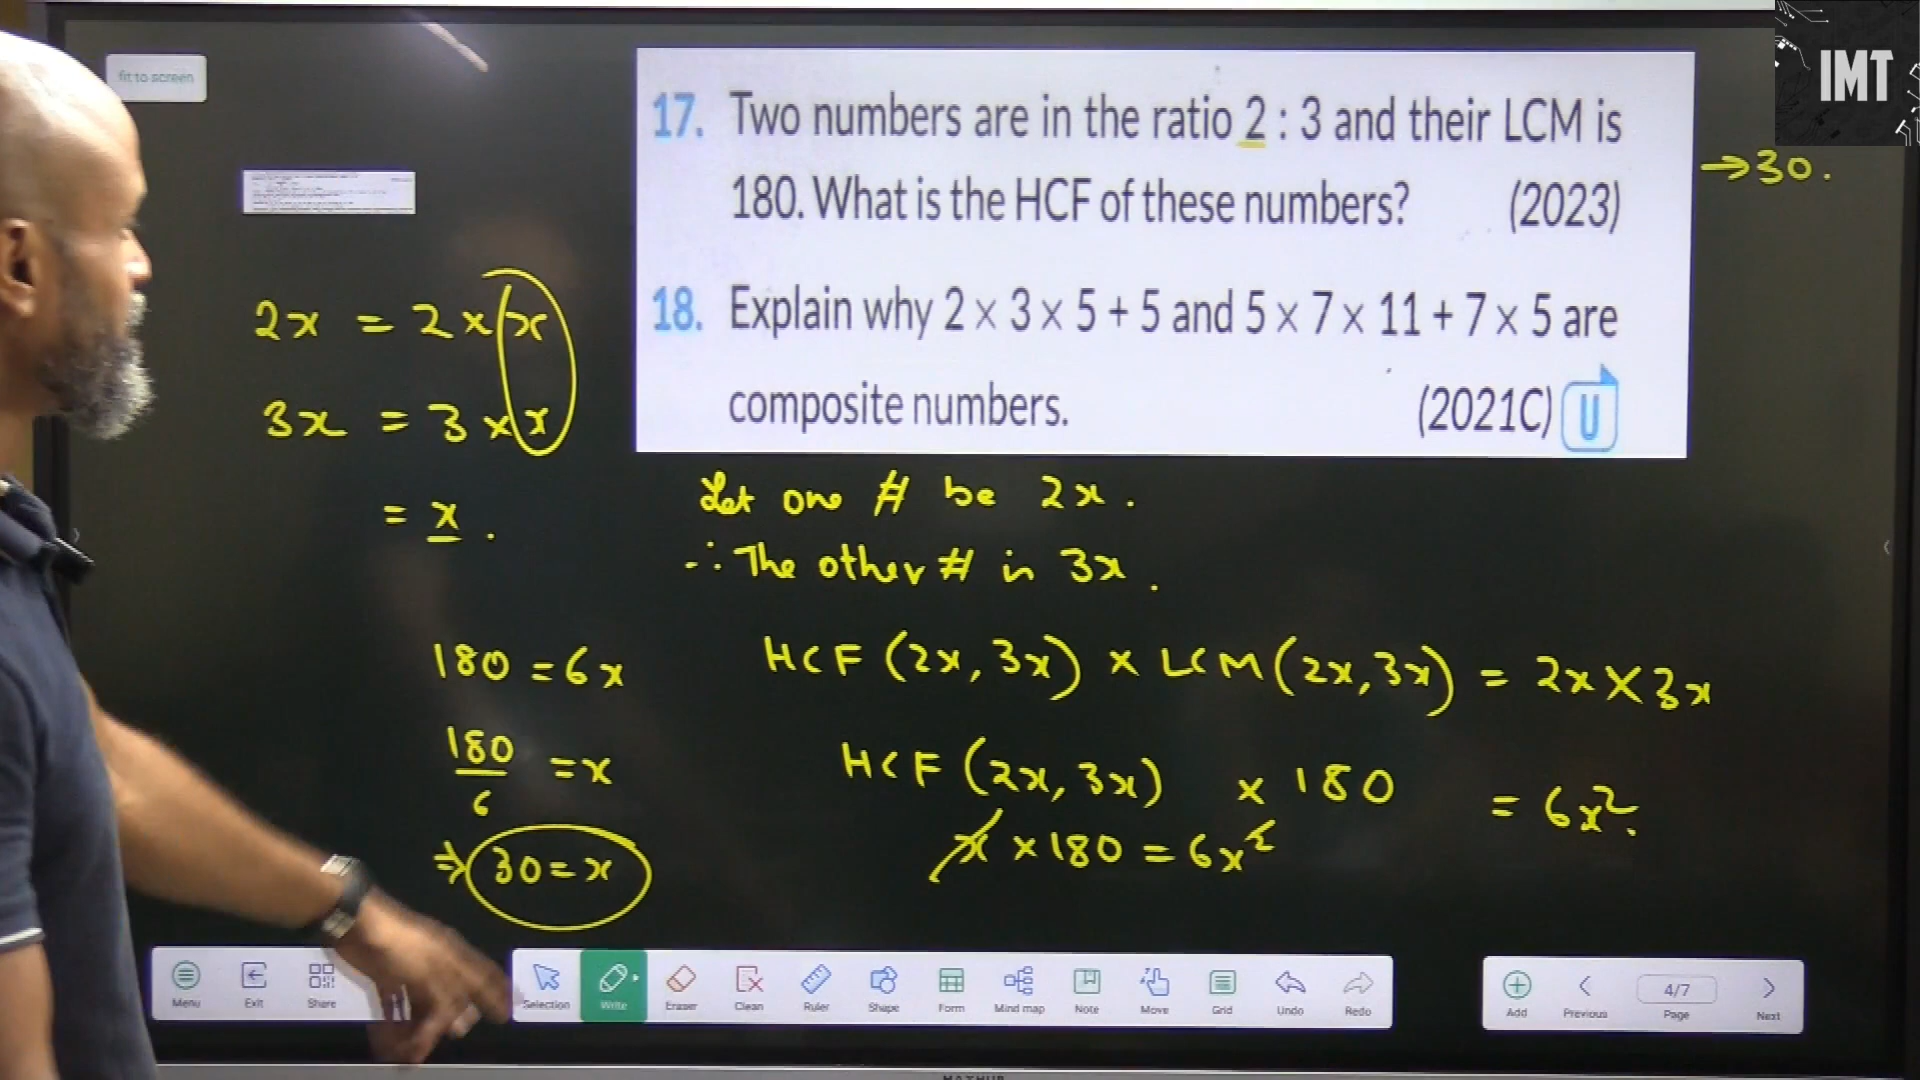 fit to screen
IMT
17. Two numbers are in the ratio 2 : 3 and their LCM is
180. What is the HCF of these numbers? (2023)
→30.
18. Explain why 2 × 3 × 5 + 5 and 5 × 7 × 11 + 7 × 5 are
composite numbers. (2021C) U
2x = 2 × x
3x = 3 × x
= x.
Let one # be 2x.
∴ The other # is 3x.
HCF (2x, 3x) × LCM (2x, 3x) = 2x × 3x
HCF (2x, 3x) × 180 = 6x².
x × 180 = 6x²
180 = 6x
180/6 = x
⇒ 30 = x
Menu Exit Share
Selection Write Eraser Clean Ruler Shape Form Mind map Note Move Grid Undo Redo
Add Previous 4/7 Page Next